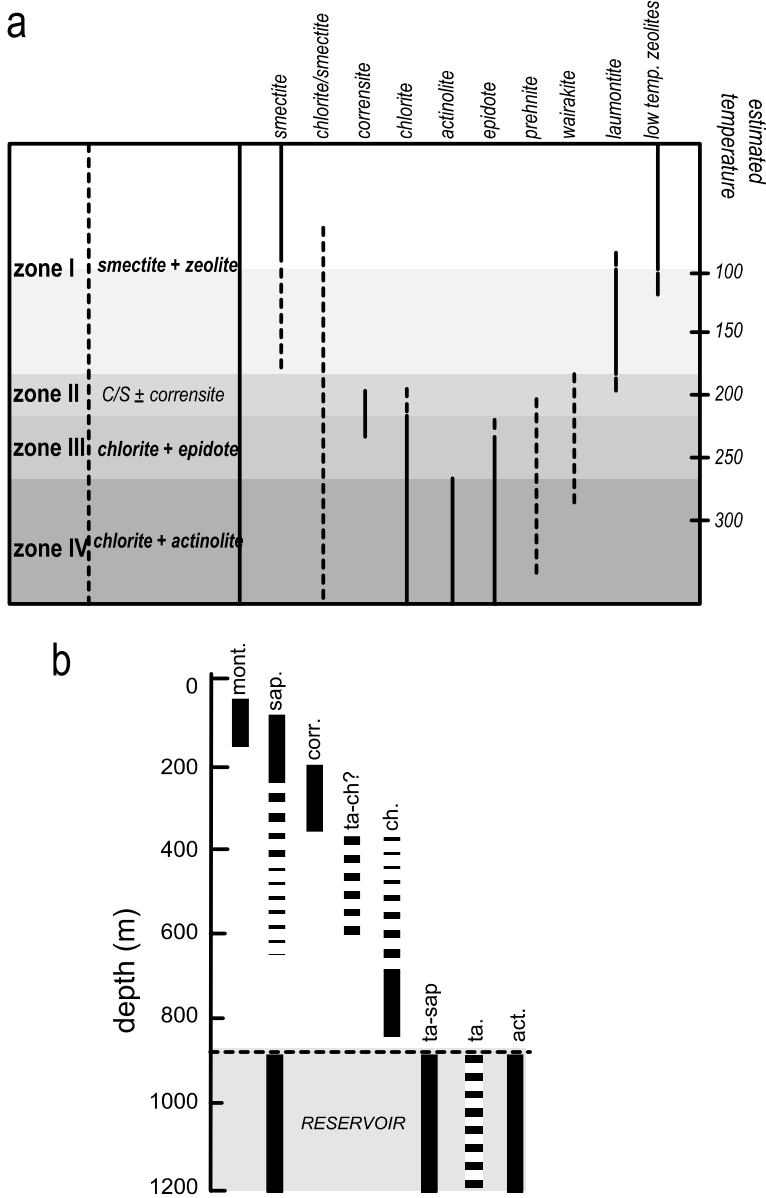 a
smectite
chlorite/smectite
corrensite
chlorite
actinolite
epidote
prehnite
wairakite
laumontite
low temp. zeolites
estimated
temperature
zone I smectite + zeolite
100
150
zone II C/S ± corrensite
200
zone III chlorite + epidote
250
300
zone IV chlorite + actinolite
b
mont.
sap.
corr.
ta-ch?
ch.
ta-sap
ta.
act.
depth (m)
0
200
400
600
800
1000
1200
RESERVOIR